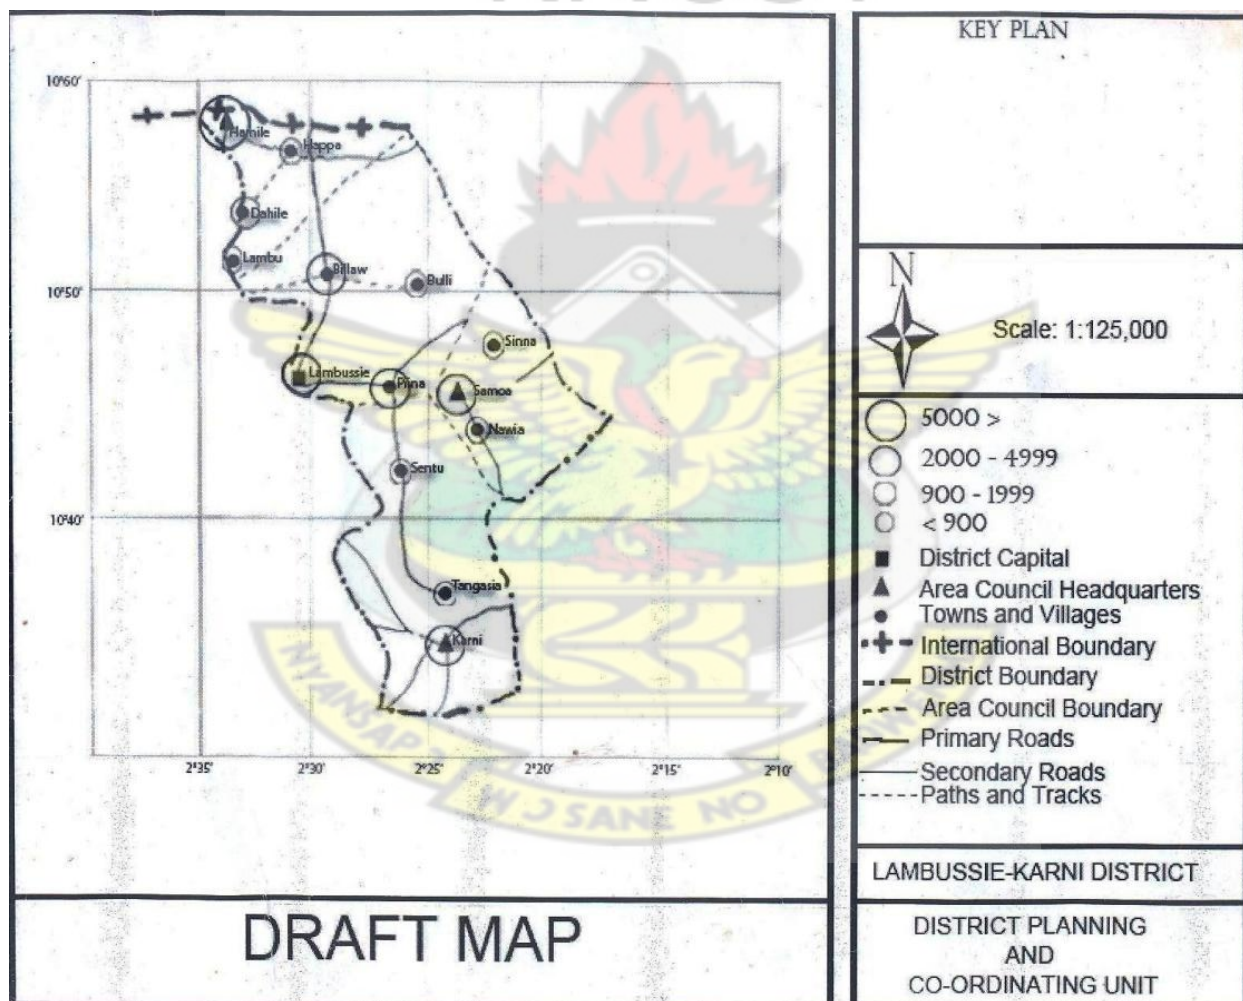 KEY PLAN
10°60'
Hamile
Happa
Dahile
Lambu
Billaw
Bulli
10°50'
N
Scale: 1:125,000
Sinna
Lambussie
Piina
Samoa
Nawia
Sentu
10°40'
Tangasia
Karni
2°35'
2°30'
2°25'
2°20'
2°15'
2°10'
5000 >
2000 - 4999
900 - 1999
< 900
District Capital
Area Council Headquarters
Towns and Villages
International Boundary
District Boundary
Area Council Boundary
Primary Roads
Secondary Roads
Paths and Tracks
NYANSAPƆ
WƆSANE NO
LAMBUSSIE-KARNI DISTRICT
DRAFT MAP
DISTRICT PLANNING
AND
CO-ORDINATING UNIT